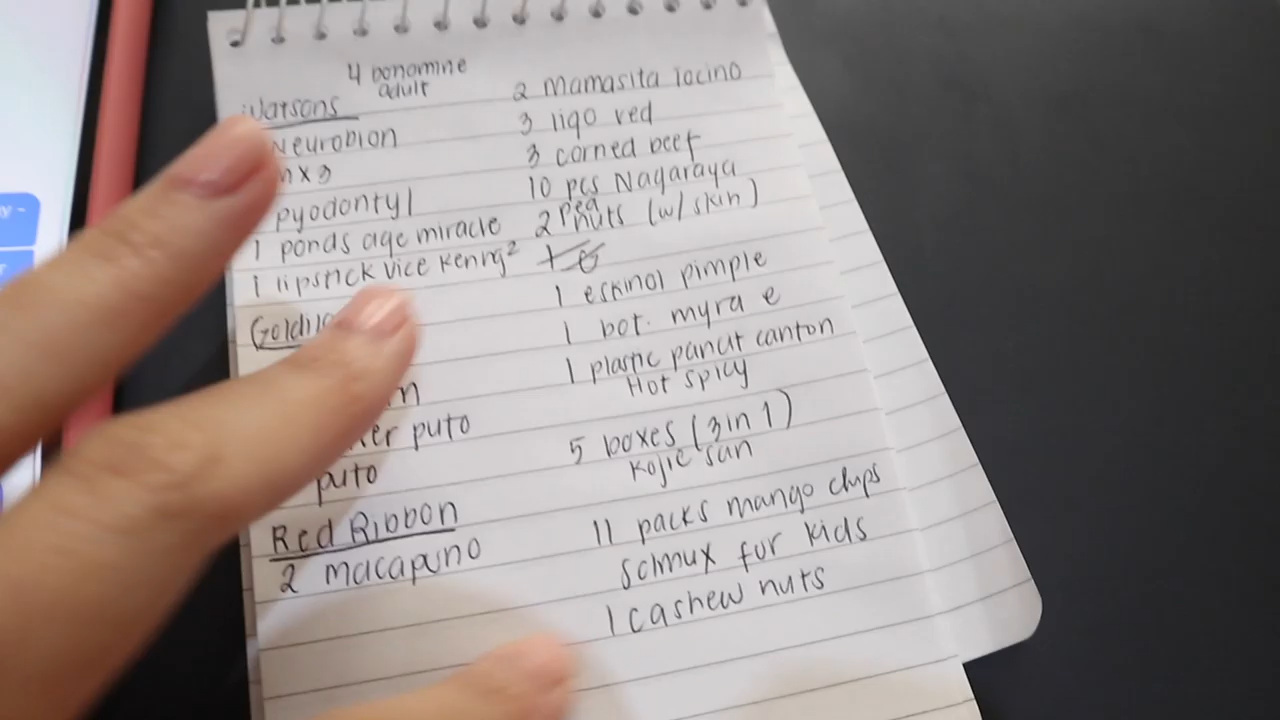 4 bonamine
adult
Watsons
Neurobion
x 3
pyodontyl
1 ponds age miracle
1 lipstick vice
puto
puto
Red Ribbon
2 macapuno
2 Mamasita Tocino
3 ligo red
3 corned beef
10 pcs Nagaraya
2 pea nuts (w/ skin)
1 eskinol pimple
1 bot. myra e
1 plastic pancit canton
Hot spicy
5 boxes (3 in 1)
Kojie san
11 packs mango chips
Solmux for kids
1 cashew nuts